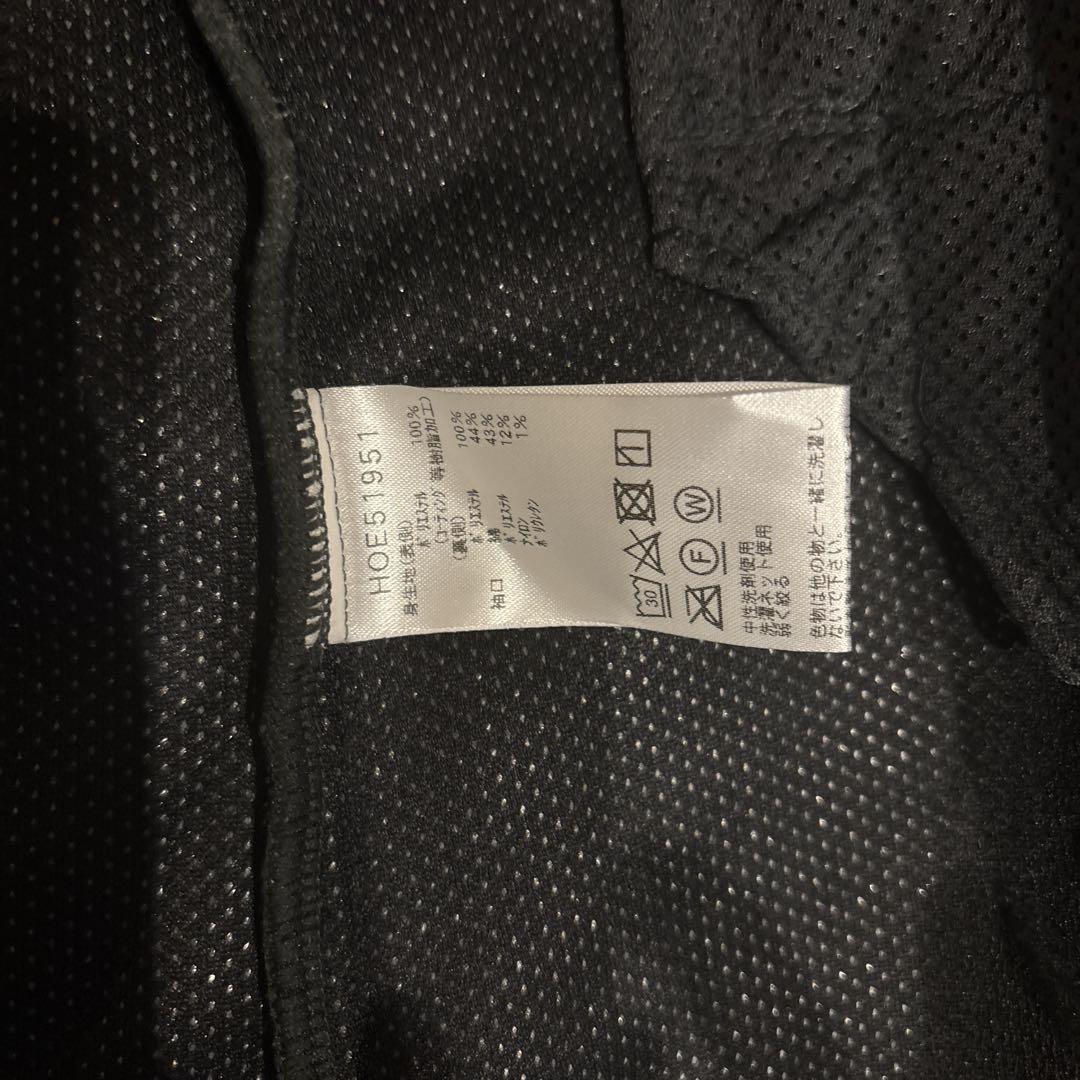 HOE51951
身生地(表側)
ポリエステル 100%
(コーティング等樹脂加工)
(裏側)
ポリエステル 100%
袖口 綿 44%
ポリエステル 43%
ナイロン 12%
ポリウレタン 1%
30
F W
中性洗剤使用
洗濯ネット使用
弱く絞る
色物は他の物と一緒に洗濯し
ないで下さい。